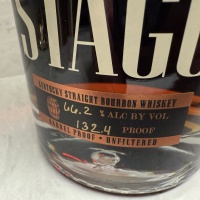 STAGG
KENTUCKY STRAIGHT BOURBON WHISKEY
66.2 % ALC BY VOL
132.4 PROOF
BARREL PROOF • UNFILTERED